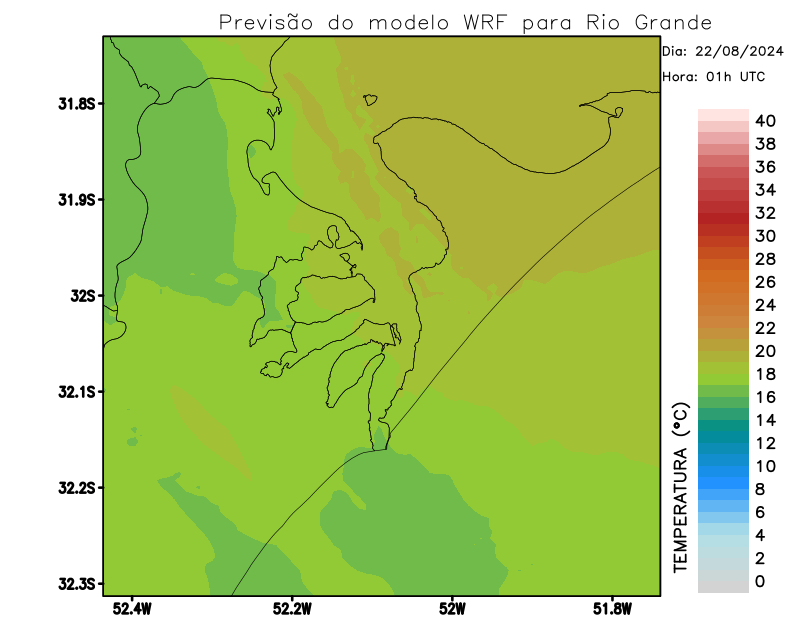 Previsão do modelo WRF para Rio Grande
Dia: 22/08/2024
Hora: 01h UTC
31.8S
31.9S
32S
32.1S
32.2S
32.3S
52.4W
52.2W
52W
51.8W
TEMPERATURA (°C)
40
38
36
34
32
30
28
26
24
22
20
18
16
14
12
10
8
6
4
2
0